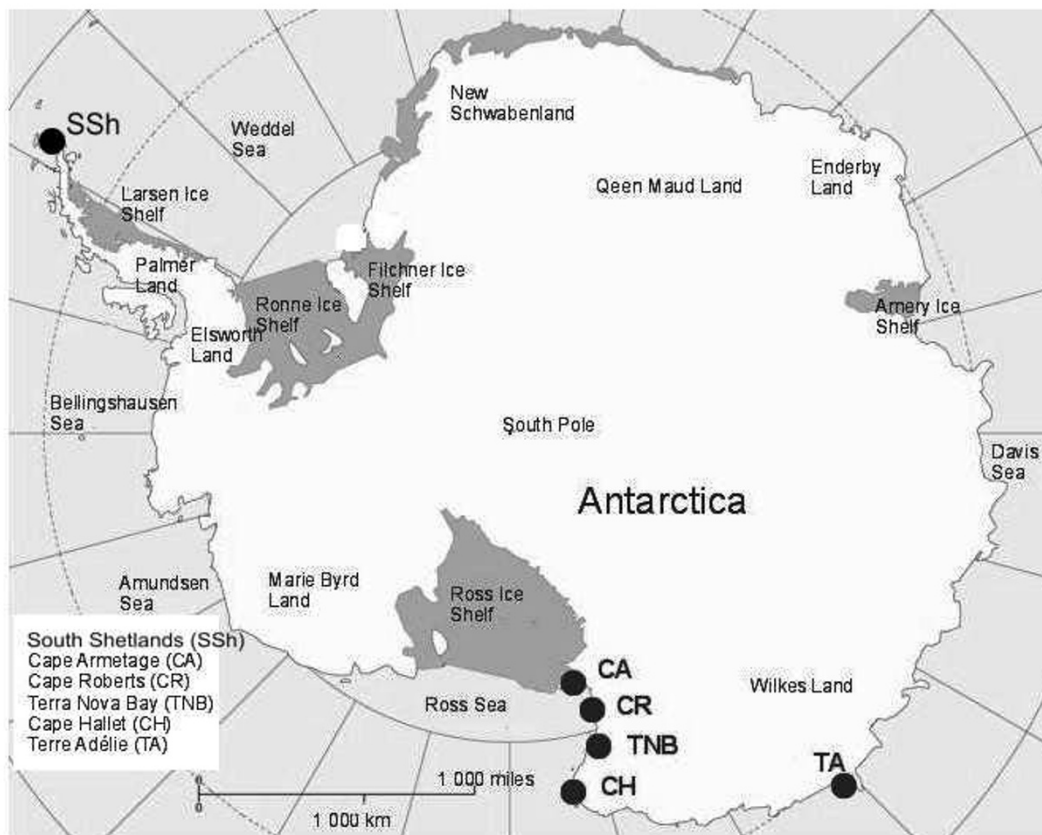 SSh
Weddel
Sea
New
Schwabenland
Larsen Ice
Shelf
Qeen Maud Land
Enderby
Land
Palmer
Land
Filchner Ice
Shelf
Ronne Ice
Shelf
Amery Ice
Shelf
Elsworth
Land
Bellingshausen
Sea
South Pole
Davis
Sea
Antarctica
Amundsen
Sea
Marie Byrd
Land
Ross Ice
Shelf
South Shetlands (SSh)
Cape Armetage (CA)
Cape Roberts (CR)
Terra Nova Bay (TNB)
Cape Hallet (CH)
Terre Adélie (TA)
CA
CR
Ross Sea
Wilkes Land
TNB
TA
CH
1 000 miles
0
0
1 000 km